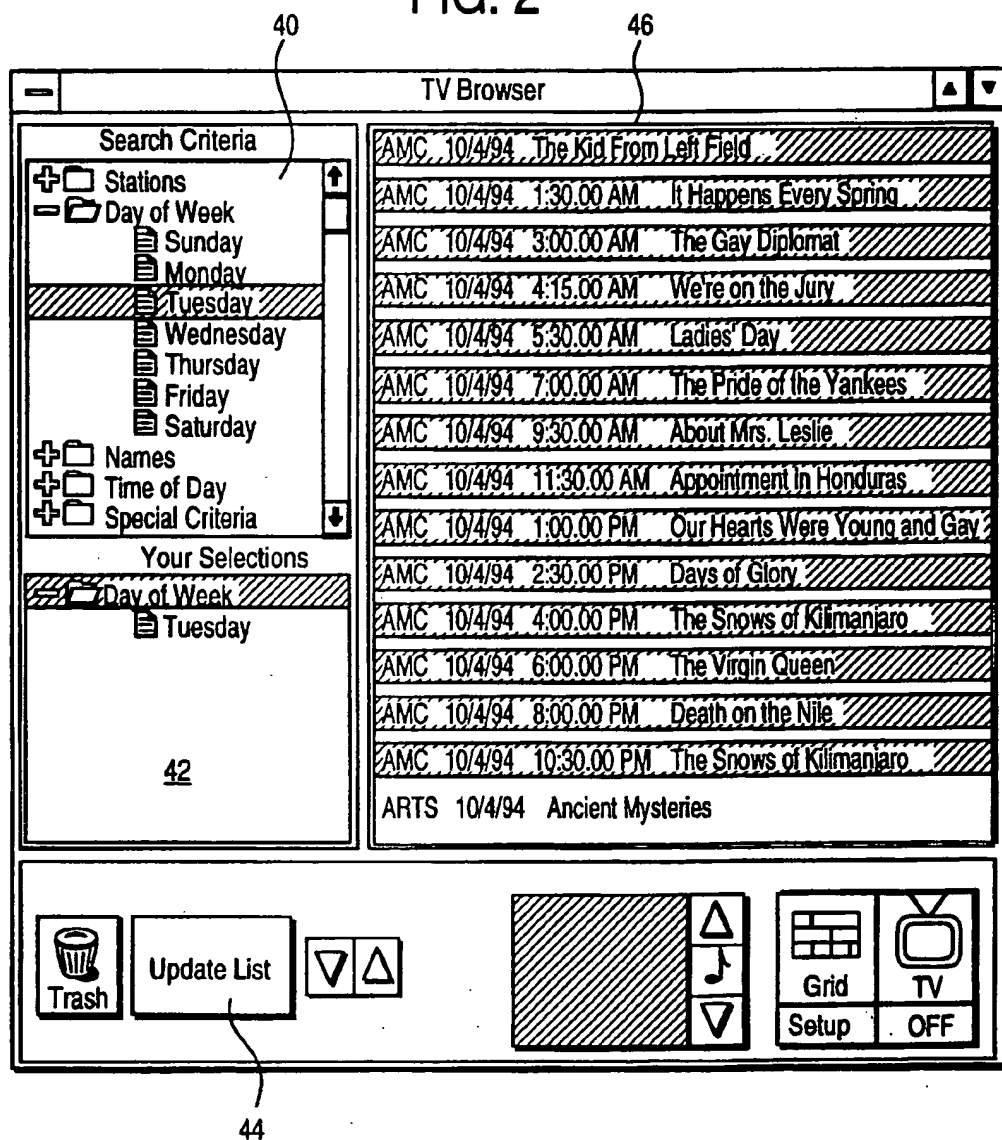 FIG. 2
40
46
TV Browser
Search Criteria
Stations
Day of Week
Sunday
Monday
Tuesday
Wednesday
Thursday
Friday
Saturday
Names
Time of Day
Special Criteria
Your Selections
Day of Week
Tuesday
42
AMC 10/4/94 The Kid From Left Field
AMC 10/4/94 1:30.00 AM It Happens Every Spring
AMC 10/4/94 3:00.00 AM The Gay Diplomat
AMC 10/4/94 4:15.00 AM We're on the Jury
AMC 10/4/94 5:30.00 AM Ladies' Day
AMC 10/4/94 7:00.00 AM The Pride of the Yankees
AMC 10/4/94 9:30.00 AM About Mrs. Leslie
AMC 10/4/94 11:30.00 AM Appointment in Honduras
AMC 10/4/94 1:00.00 PM Our Hearts Were Young and Gay
AMC 10/4/94 2:30.00 PM Days of Glory
AMC 10/4/94 4:00.00 PM The Snows of Kilimanjaro
AMC 10/4/94 6:00.00 PM The Virgin Queen
AMC 10/4/94 8:00.00 PM Death on the Nile
AMC 10/4/94 10:30.00 PM The Snows of Kilimanjaro
ARTS 10/4/94 Ancient Mysteries
Trash
Update List
Grid
TV
Setup
OFF
44